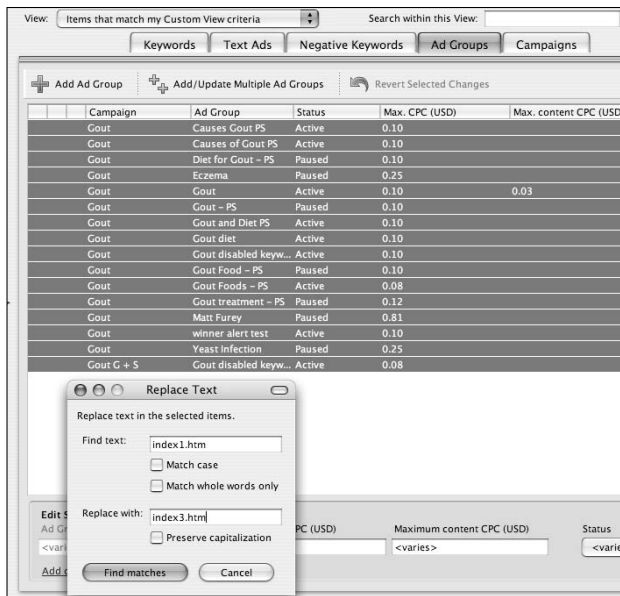 View: Items that match my Custom View criteria Search within this View:
Keywords Text Ads Negative Keywords Ad Groups Campaigns
Add Ad Group Add/Update Multiple Ad Groups Revert Selected Changes
Campaign Ad Group Status Max. CPC (USD) Max. content CPC (USD
Gout Causes Gout PS Active 0.10
Gout Causes of Gout PS Active 0.10
Gout Diet for Gout – PS Paused 0.10
Gout Eczema Paused 0.25
Gout Gout Active 0.10 0.03
Gout Gout – PS Paused 0.10
Gout Gout and Diet PS Active 0.10
Gout Gout diet Active 0.10
Gout Gout disabled keyw... Active 0.10
Gout Gout Food – PS Paused 0.10
Gout Gout Foods – PS Active 0.08
Gout Gout treatment – PS Paused 0.12
Gout Matt Furey Paused 0.81
Gout winner alert test Active 0.10
Gout Yeast Infection Paused 0.25
Gout G + S Gout disabled keyw... Active 0.08
Replace Text
Replace text in the selected items.
Find text: index1.htm
Match case
Match whole words only
Replace with: index3.htm
Preserve capitalization
Find matches Cancel
Edit S
Ad Gr PC (USD) Maximum content CPC (USD) Status
<vari <varies> <varie
Add c